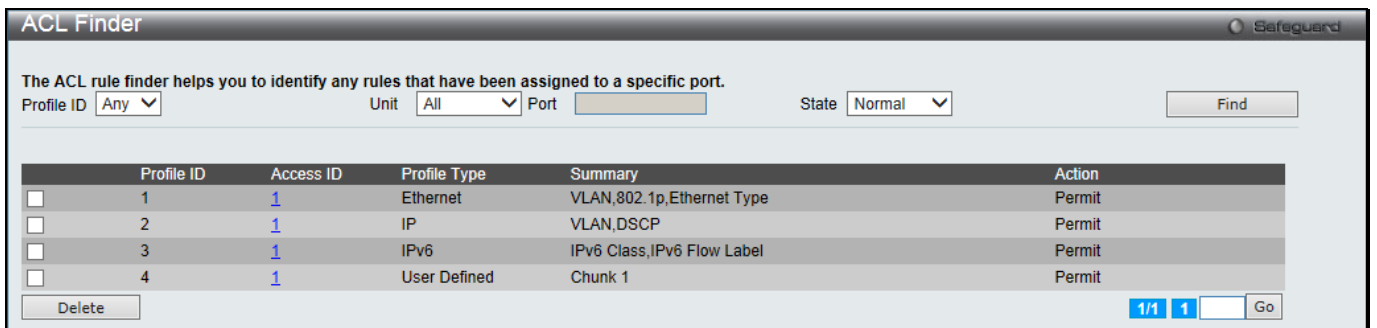 ACL Finder
Safeguard
The ACL rule finder helps you to identify any rules that have been assigned to a specific port.
Profile ID Any Unit All Port State Normal Find
Profile ID Access ID Profile Type Summary Action
1 1 Ethernet VLAN,802.1p,Ethernet Type Permit
2 1 IP VLAN,DSCP Permit
3 1 IPv6 IPv6 Class,IPv6 Flow Label Permit
4 1 User Defined Chunk 1 Permit
Delete 1/1 1 Go